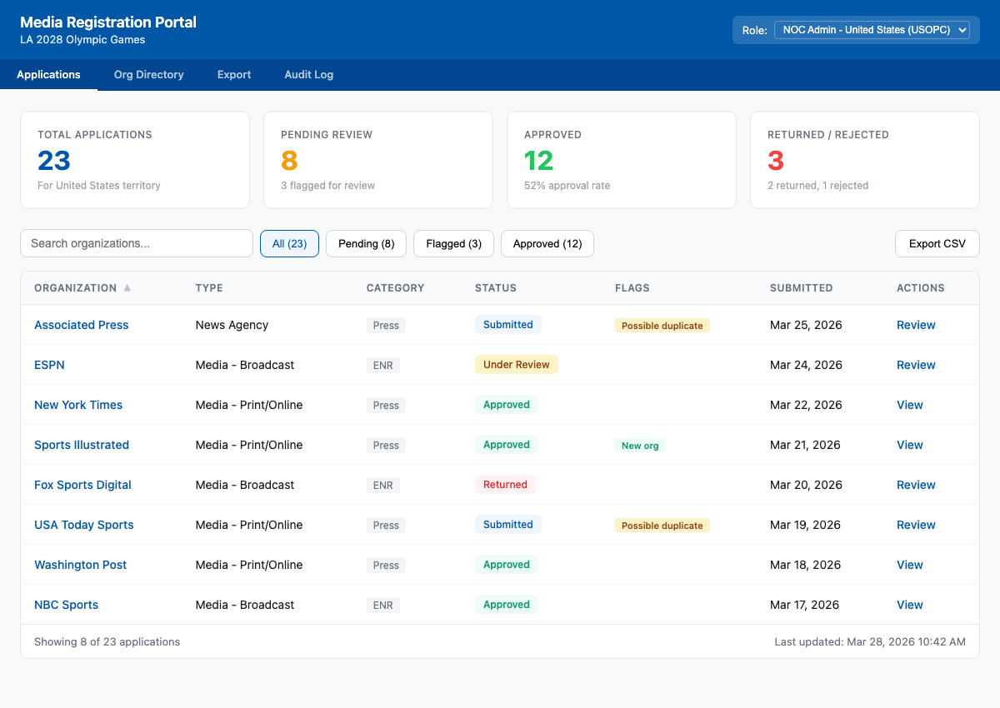 Media Registration Portal
LA 2028 Olympic Games
Role: NOC Admin - United States (USOPC)
Applications Org Directory Export Audit Log
TOTAL APPLICATIONS
23
For United States territory
PENDING REVIEW
8
3 flagged for review
APPROVED
12
52% approval rate
RETURNED / REJECTED
3
2 returned, 1 rejected
Search organizations... All (23) Pending (8) Flagged (3) Approved (12) Export CSV
ORGANIZATION ▲ TYPE CATEGORY STATUS FLAGS SUBMITTED ACTIONS
Associated Press News Agency Press Submitted Possible duplicate Mar 25, 2026 Review
ESPN Media - Broadcast ENR Under Review Mar 24, 2026 Review
New York Times Media - Print/Online Press Approved Mar 22, 2026 View
Sports Illustrated Media - Print/Online Press Approved New org Mar 21, 2026 View
Fox Sports Digital Media - Broadcast ENR Returned Mar 20, 2026 Review
USA Today Sports Media - Print/Online Press Submitted Possible duplicate Mar 19, 2026 Review
Washington Post Media - Print/Online Press Approved Mar 18, 2026 View
NBC Sports Media - Broadcast ENR Approved Mar 17, 2026 View
Showing 8 of 23 applications Last updated: Mar 28, 2026 10:42 AM